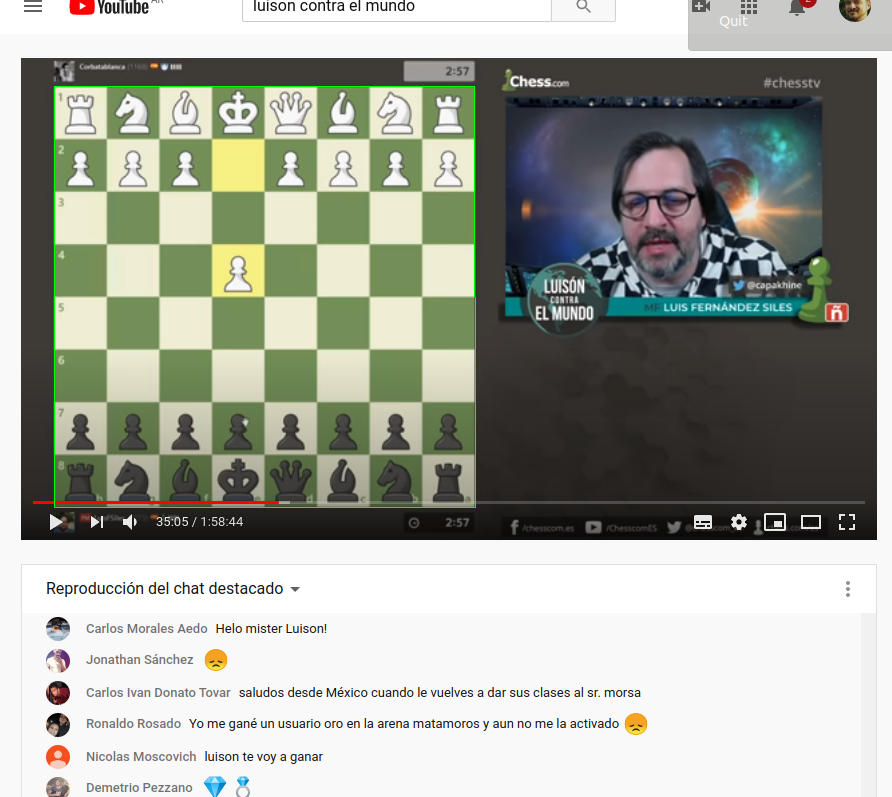 YouTube AR
luison contra el mundo
2
Quit
Corbatablanca
2:57
Chess.com
#chesstv
1
2
3
4
5
6
7
8
h
f
d
c
a
@capakhine
LUISÓN
CONTRA
EL MUNDO
MF LUIS FERNÁNDEZ SILES
ñ
35:05 / 1:58:44
2:57
/chesscom.es
/ChesscomES
Reproducción del chat destacado
Carlos Morales Aedo Helo mister Luison!
Jonathan Sánchez 😞
Carlos Ivan Donato Tovar saludos desde México cuando le vuelves a dar sus clases al sr. morsa
Ronaldo Rosado Yo me gané un usuario oro en la arena matamoros y aun no me la activado 😞
Nicolas Moscovich luison te voy a ganar
Demetrio Pezzano 💎 💍